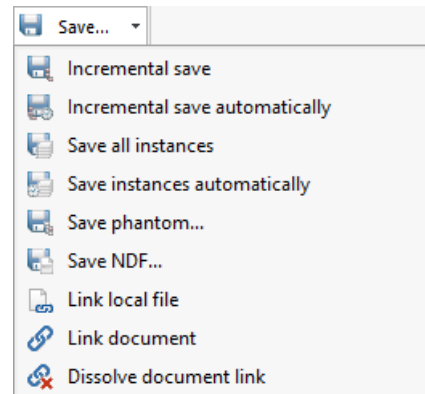 Save...
Incremental save
Incremental save automatically
Save all instances
Save instances automatically
Save phantom...
Save NDF...
Link local file
Link document
Dissolve document link